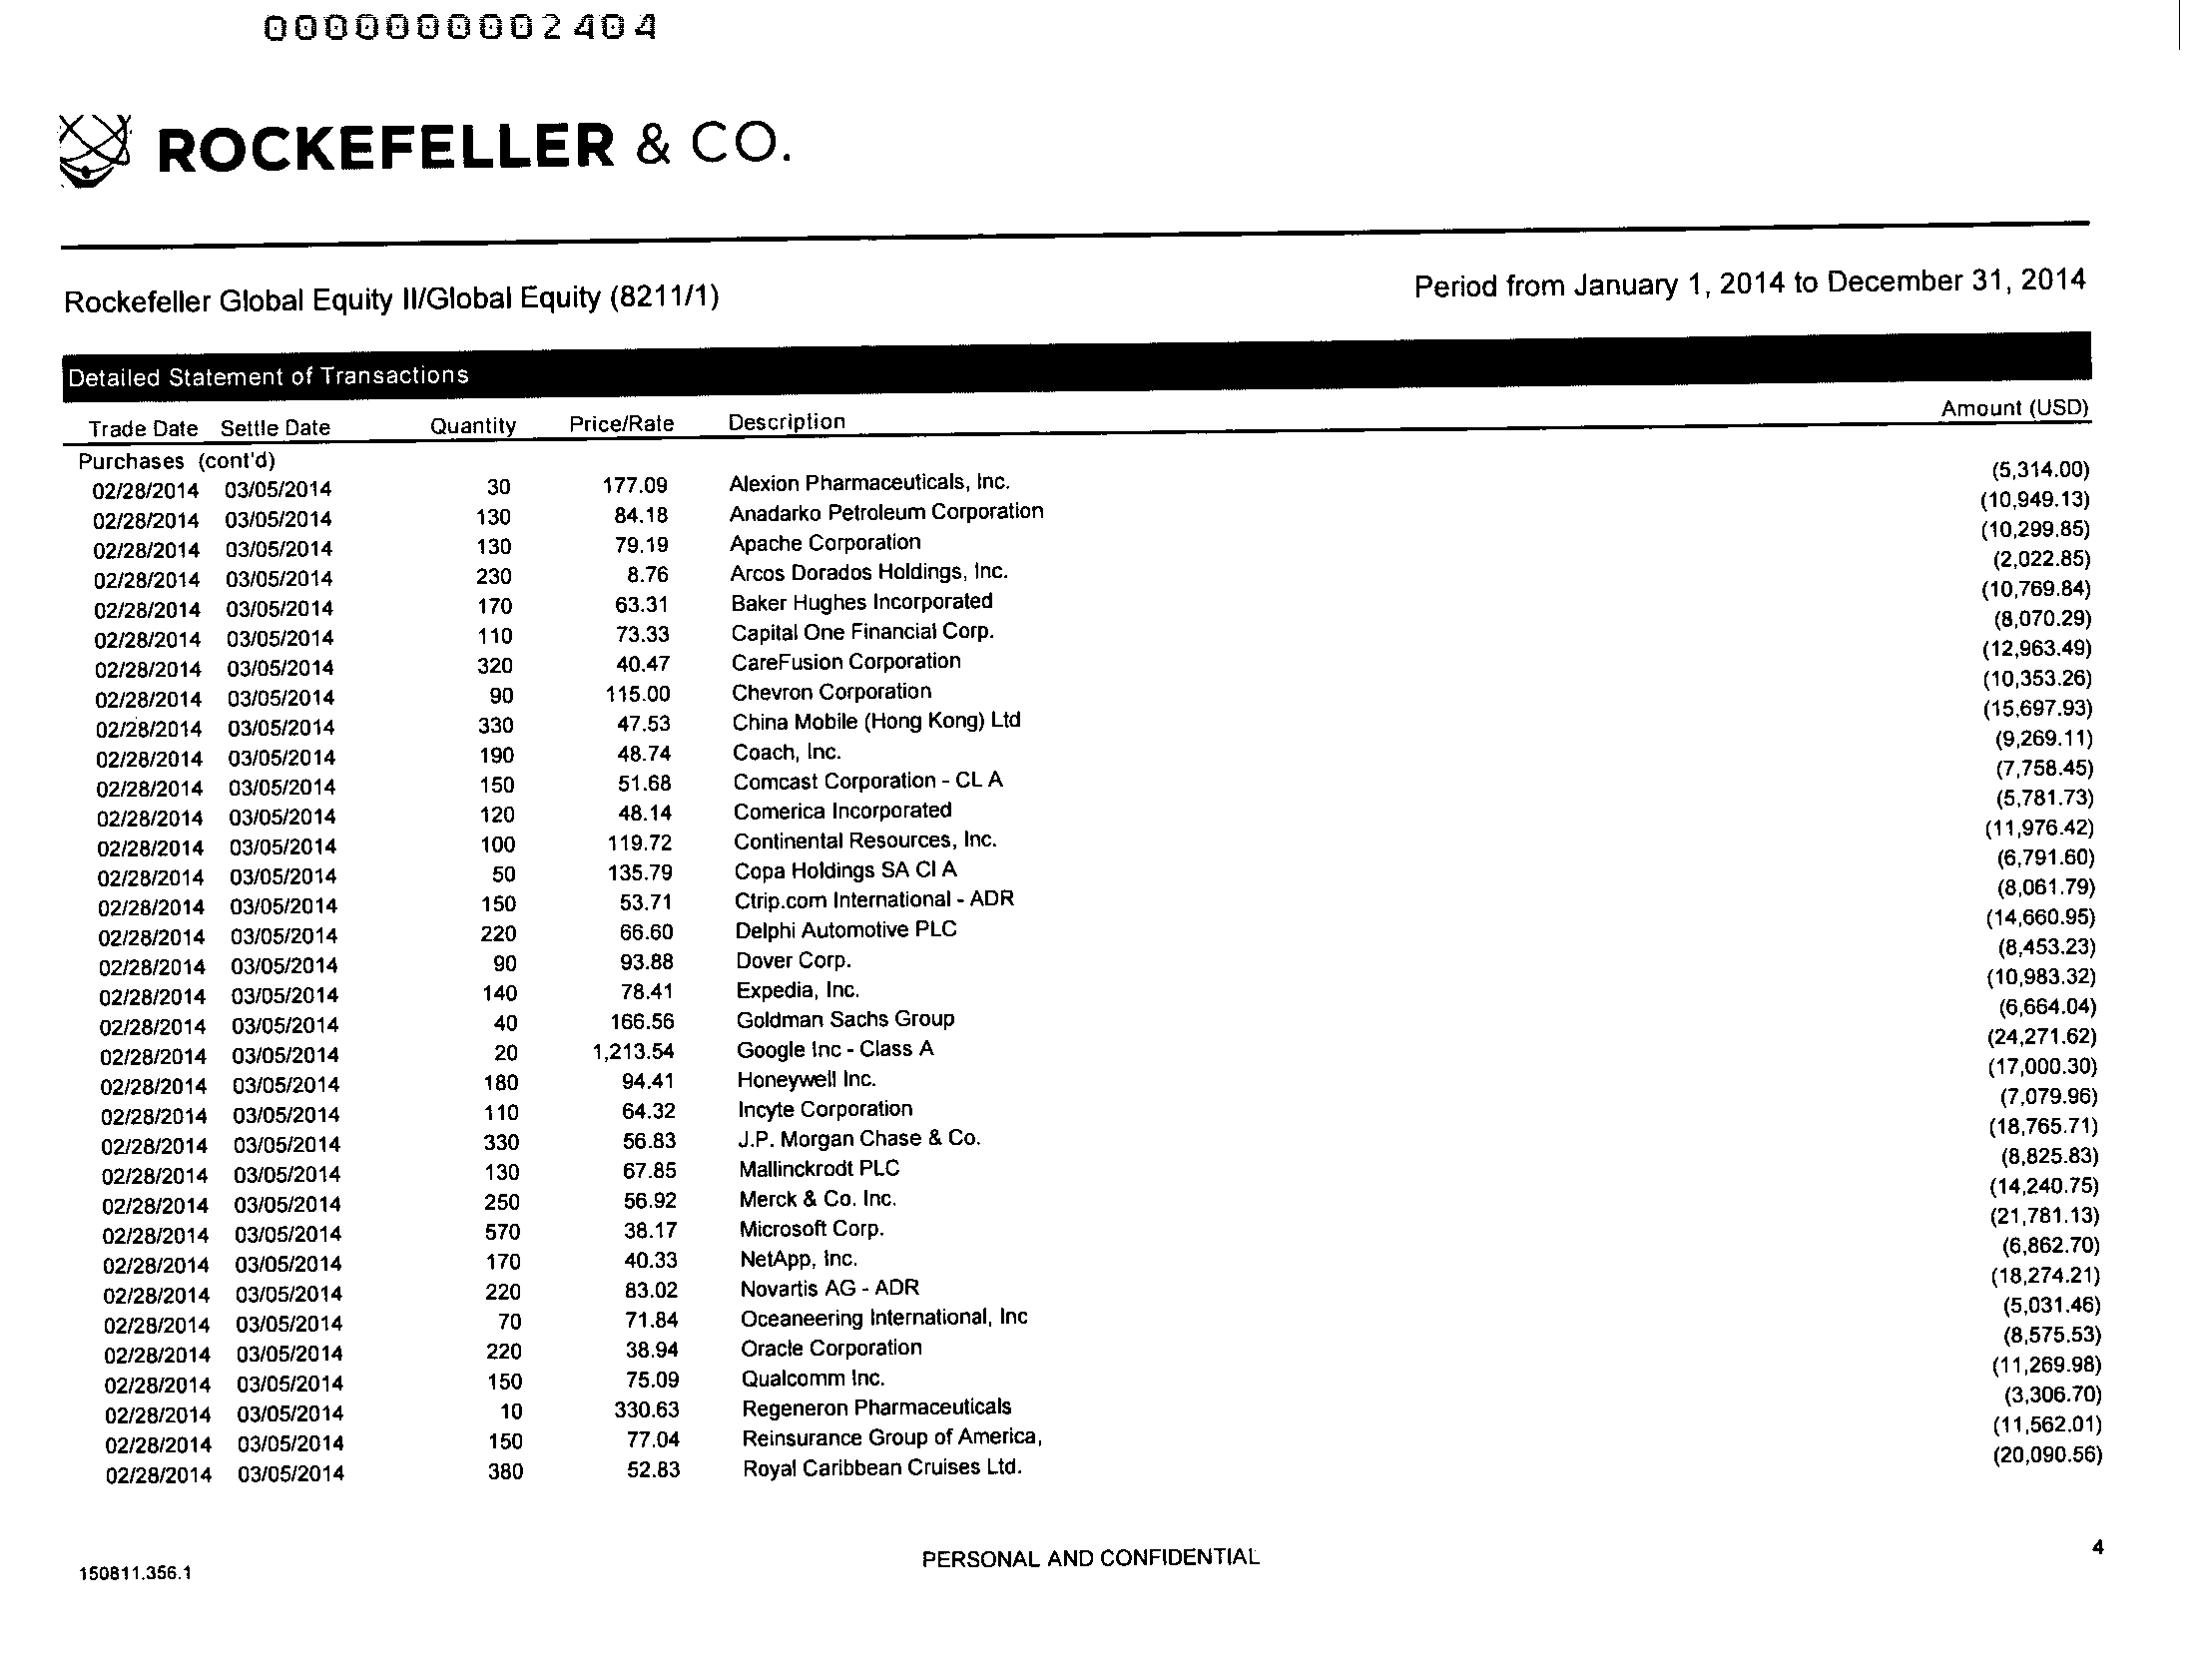 0000000002404
ROCKEFELLER & CO.
Rockefeller Global Equity II/Global Equity (8211/1) Period from January 1, 2014 to December 31, 2014
Detailed Statement of Transactions
Trade Date Settle Date Quantity Price/Rate Description Amount (USD)
Purchases (cont'd)
02/28/2014 03/05/2014 30 177.09 Alexion Pharmaceuticals, Inc. (5,314.00)
02/28/2014 03/05/2014 130 84.18 Anadarko Petroleum Corporation (10,949.13)
02/28/2014 03/05/2014 130 79.19 Apache Corporation (10,299.85)
02/28/2014 03/05/2014 230 8.76 Arcos Dorados Holdings, Inc. (2,022.85)
02/28/2014 03/05/2014 170 63.31 Baker Hughes Incorporated (10,769.84)
02/28/2014 03/05/2014 110 73.33 Capital One Financial Corp. (8,070.29)
02/28/2014 03/05/2014 320 40.47 CareFusion Corporation (12,963.49)
02/28/2014 03/05/2014 90 115.00 Chevron Corporation (10,353.26)
02/28/2014 03/05/2014 330 47.53 China Mobile (Hong Kong) Ltd (15,697.93)
02/28/2014 03/05/2014 190 48.74 Coach, Inc. (9,269.11)
02/28/2014 03/05/2014 150 51.68 Comcast Corporation - CL A (7,758.45)
02/28/2014 03/05/2014 120 48.14 Comerica Incorporated (5,781.73)
02/28/2014 03/05/2014 100 119.72 Continental Resources, Inc. (11,976.42)
02/28/2014 03/05/2014 50 135.79 Copa Holdings SA Cl A (6,791.60)
02/28/2014 03/05/2014 150 53.71 Ctrip.com International - ADR (8,061.79)
02/28/2014 03/05/2014 220 66.60 Delphi Automotive PLC (14,660.95)
02/28/2014 03/05/2014 90 93.88 Dover Corp. (8,453.23)
02/28/2014 03/05/2014 140 78.41 Expedia, Inc. (10,983.32)
02/28/2014 03/05/2014 40 166.56 Goldman Sachs Group (6,664.04)
02/28/2014 03/05/2014 20 1,213.54 Google Inc - Class A (24,271.62)
02/28/2014 03/05/2014 180 94.41 Honeywell Inc. (17,000.30)
02/28/2014 03/05/2014 110 64.32 Incyte Corporation (7,079.96)
02/28/2014 03/05/2014 330 56.83 J.P. Morgan Chase & Co. (18,765.71)
02/28/2014 03/05/2014 130 67.85 Mallinckrodt PLC (8,825.83)
02/28/2014 03/05/2014 250 56.92 Merck & Co. Inc. (14,240.75)
02/28/2014 03/05/2014 570 38.17 Microsoft Corp. (21,781.13)
02/28/2014 03/05/2014 170 40.33 NetApp, Inc. (6,862.70)
02/28/2014 03/05/2014 220 83.02 Novartis AG - ADR (18,274.21)
02/28/2014 03/05/2014 70 71.84 Oceaneering International, Inc (5,031.46)
02/28/2014 03/05/2014 220 38.94 Oracle Corporation (8,575.53)
02/28/2014 03/05/2014 150 75.09 Qualcomm Inc. (11,269.98)
02/28/2014 03/05/2014 10 330.63 Regeneron Pharmaceuticals (3,306.70)
02/28/2014 03/05/2014 150 77.04 Reinsurance Group of America, (11,562.01)
02/28/2014 03/05/2014 380 52.83 Royal Caribbean Cruises Ltd. (20,090.56)
150811.356.1 PERSONAL AND CONFIDENTIAL 4